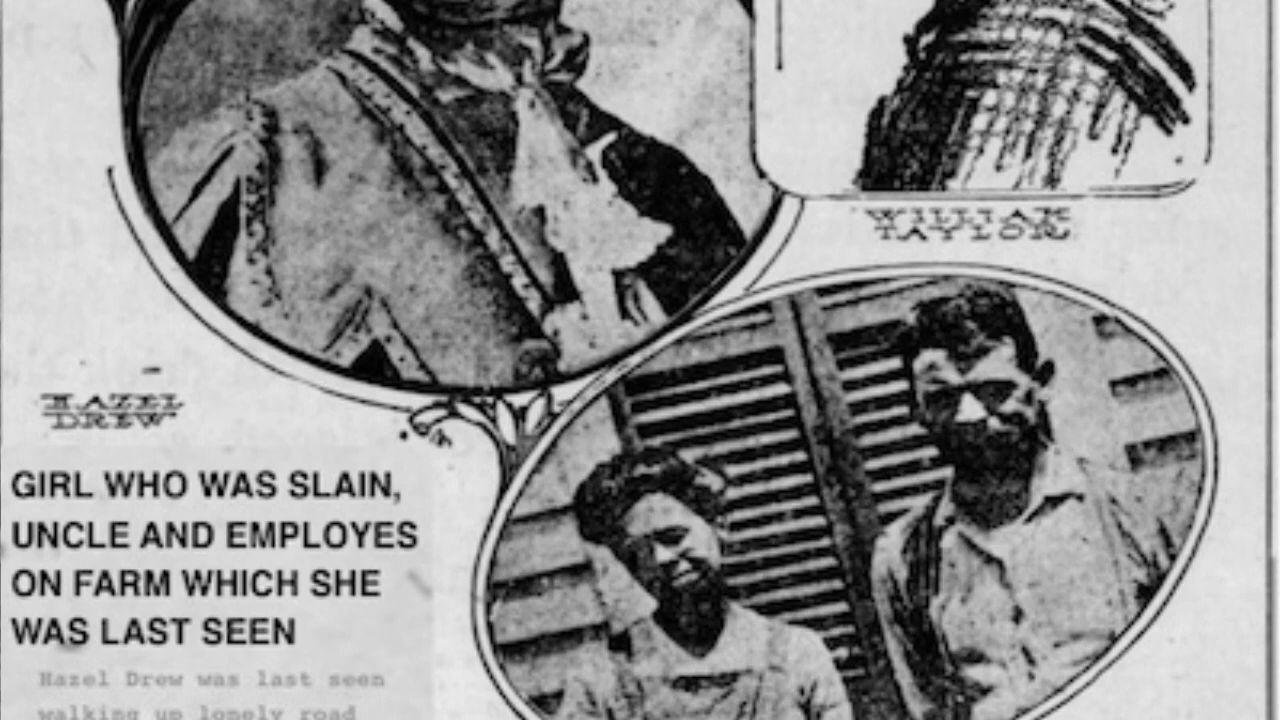 WILLIAM
TAYLOR
HAZEL
DREW
GIRL WHO WAS SLAIN,
UNCLE AND EMPLOYES
ON FARM WHICH SHE
WAS LAST SEEN
Hazel Drew was last seen
walking up lonely road